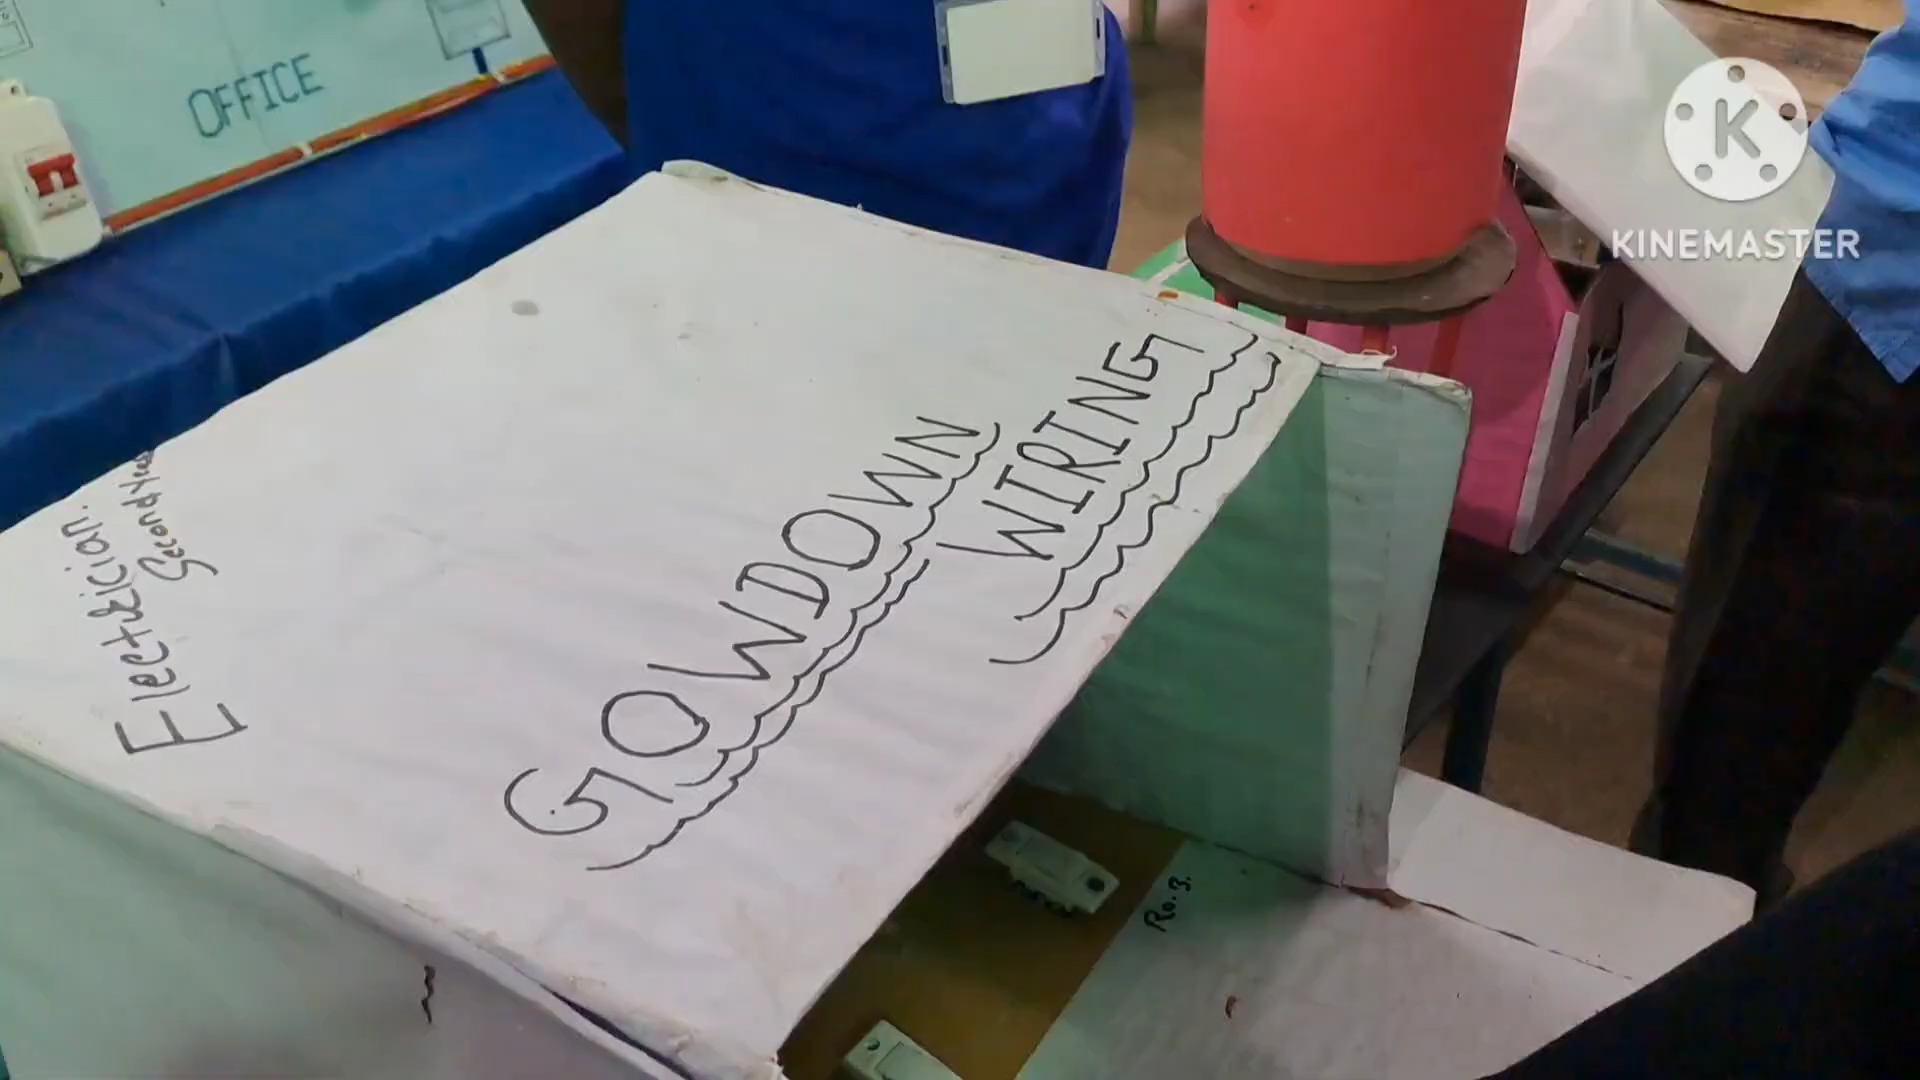 OFFICE
K
KINEMASTER
GOWDOWN
WIRING
Electrician.
Second Year
Ro. 3.